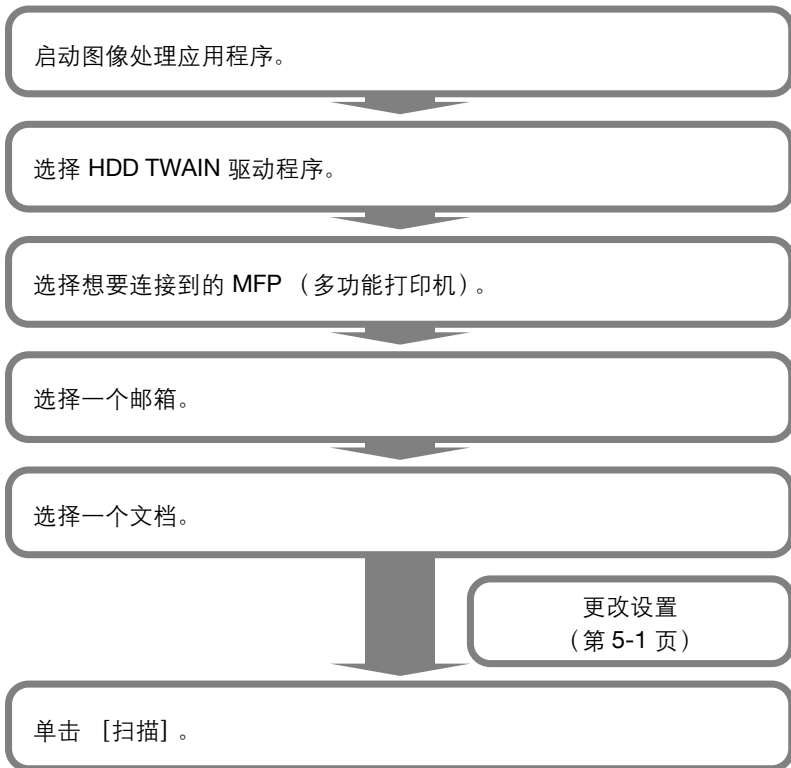 启动图像处理应用程序。
选择 HDD TWAIN 驱动程序。
选择想要连接到的 MFP （多功能打印机）。
选择一个邮箱。
选择一个文档。
更改设置
（第 5-1 页）
单击 ［扫描］。